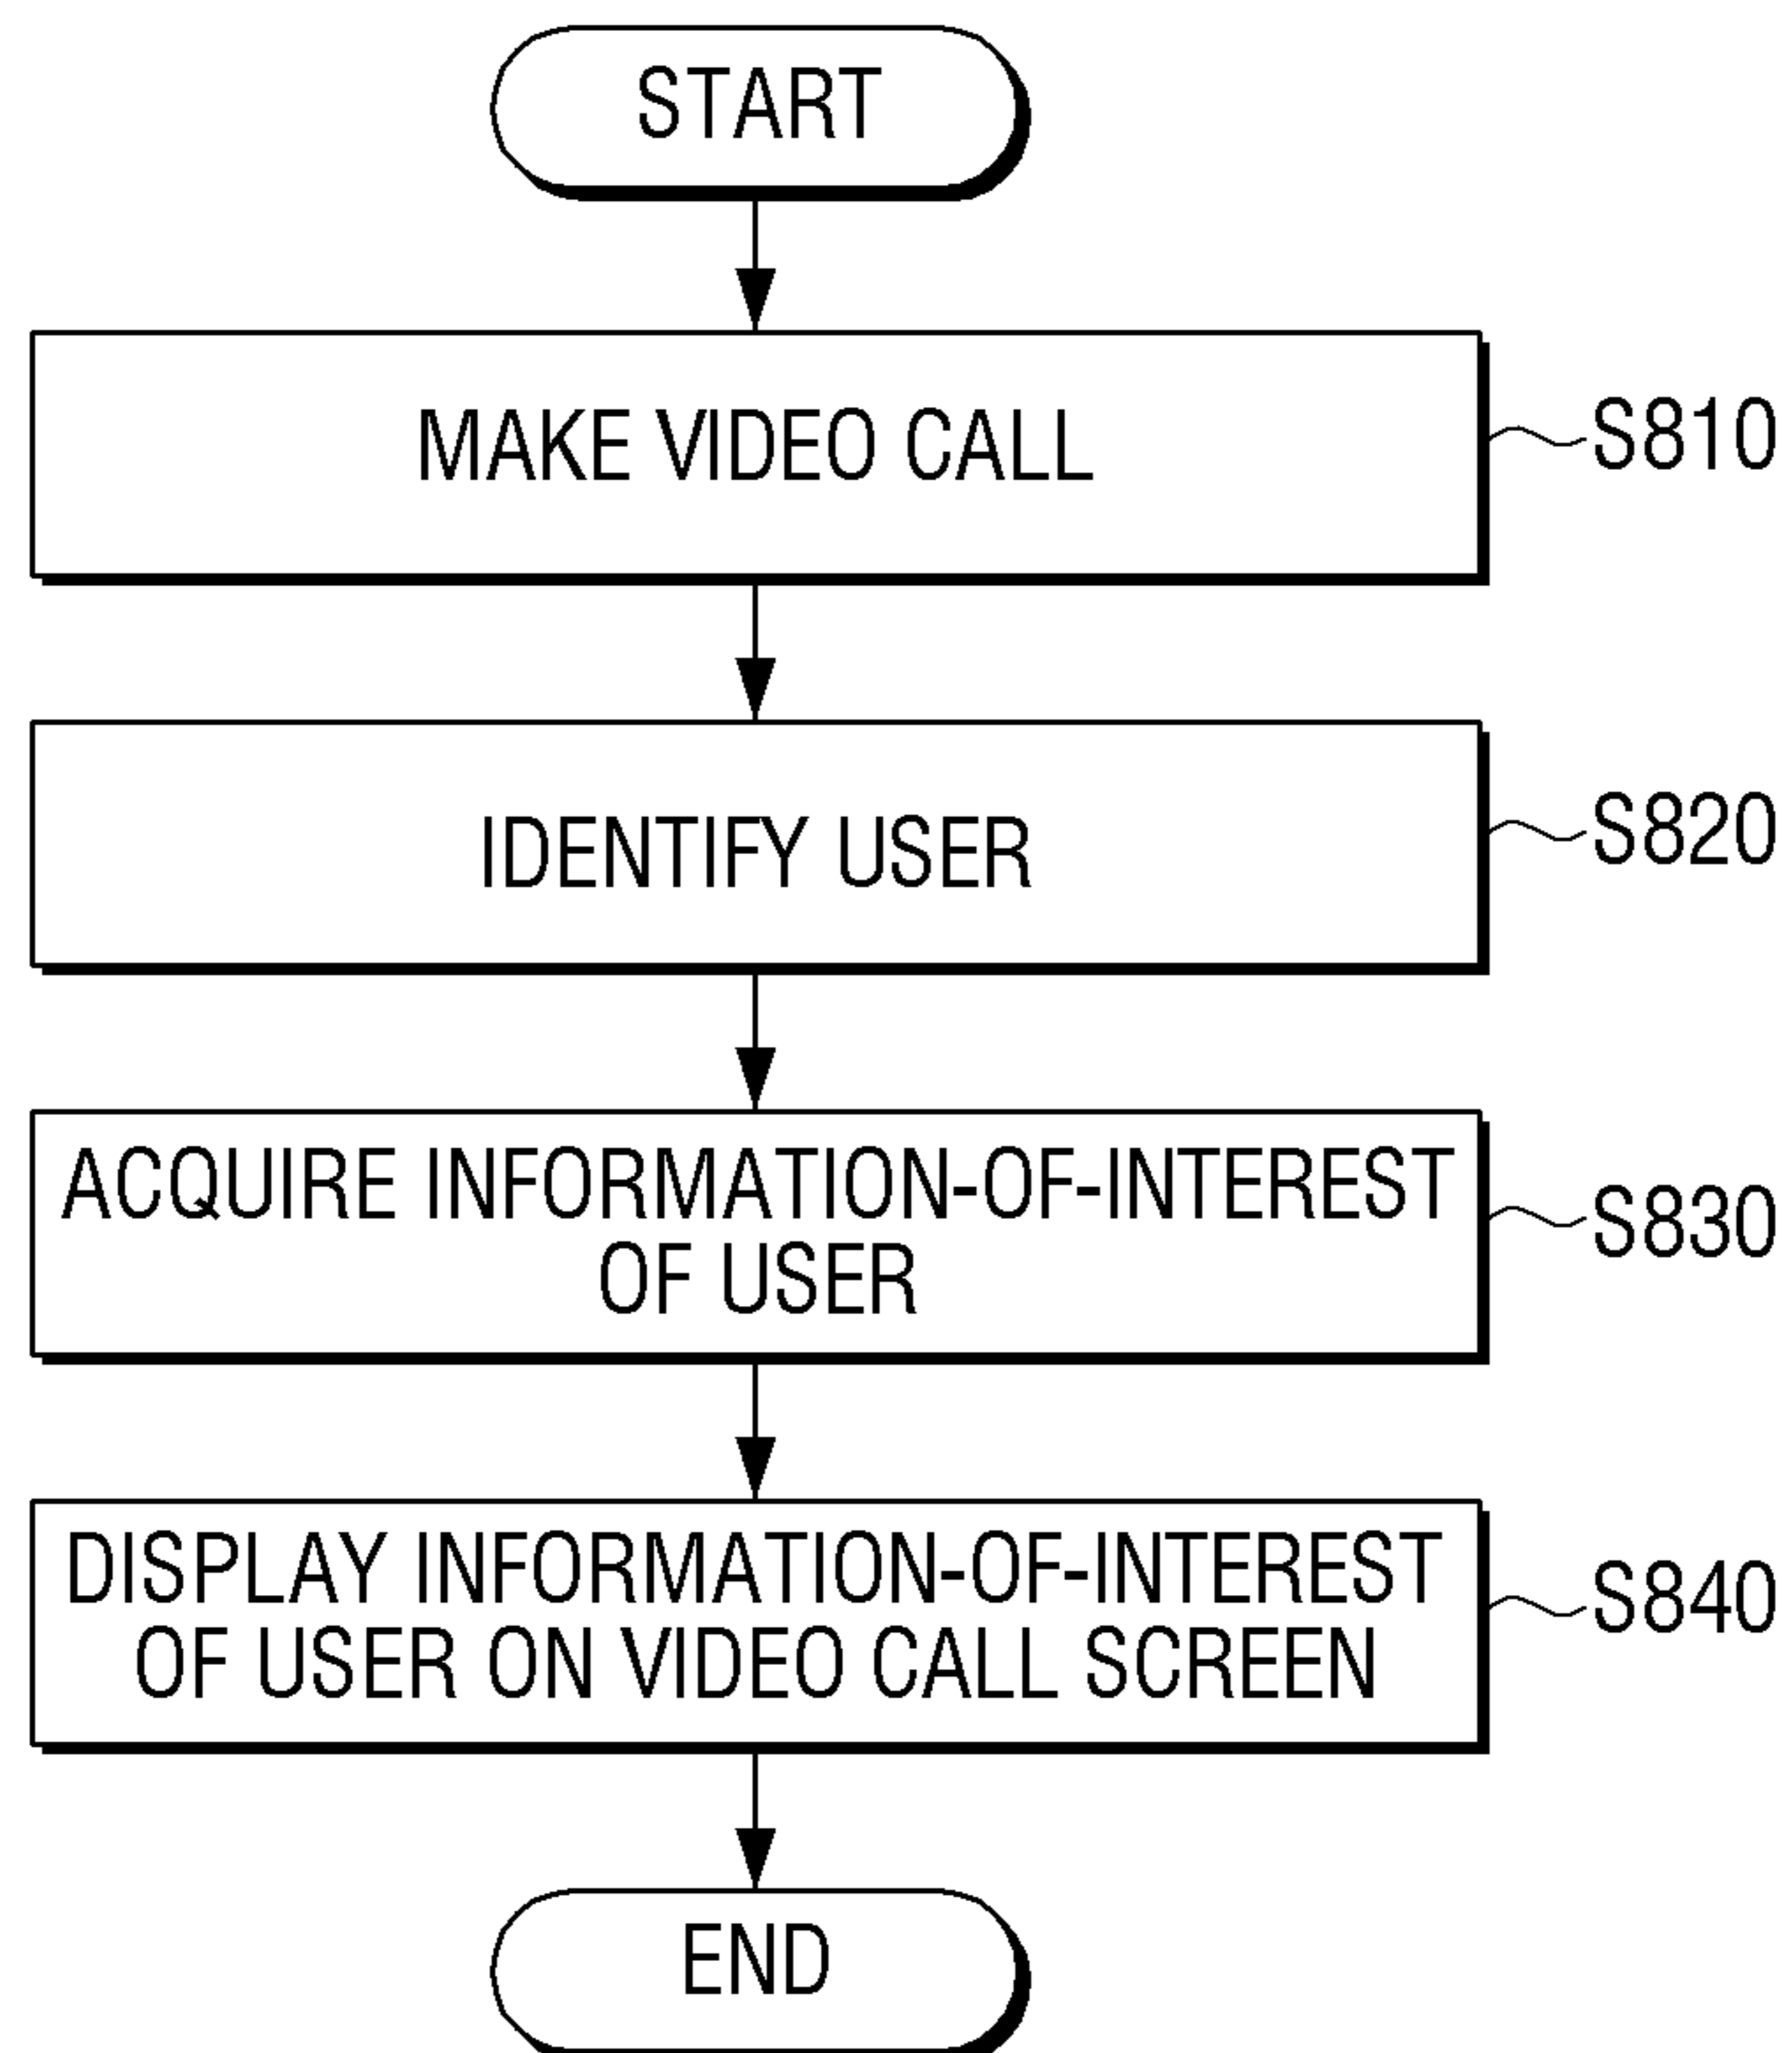 START
MAKE VIDEO CALL
S810
IDENTIFY USER
S820
ACQUIRE INFORMATION-OF-INTEREST
OF USER
S830
DISPLAY INFORMATION-OF-INTEREST
OF USER ON VIDEO CALL SCREEN
S840
END